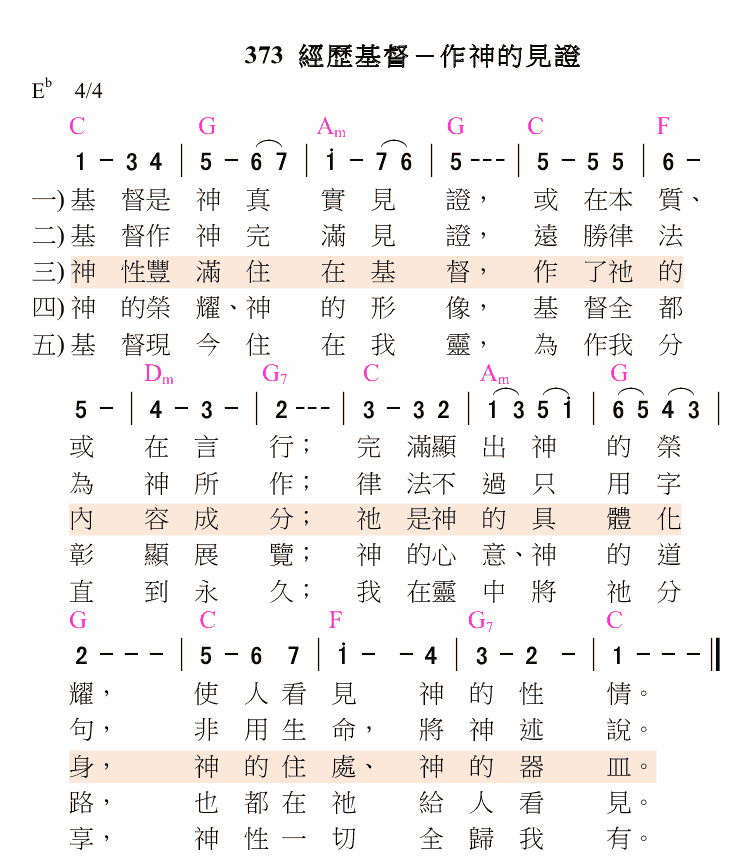 373 經歷基督－作神的見證
E♭ 4/4
C G Am G C F
1 - 3 4 | 5 - 6 7 | i - 7 6 | 5 - - - | 5 - 5 5 | 6 -
一) 基 督是 神 真 實 見 證， 或 在本 質、
二) 基 督作 神 完 滿 見 證， 遠 勝律 法
三) 神 性豐 滿 住 在 基 督， 作 了祂 的
四) 神 的榮 耀、神 的 形 像， 基 督全 都
五) 基 督現 今 住 在 我 靈， 為 作我 分
Dm G7 C Am G
5 - | 4 - 3 - | 2 - - - | 3 - 3 2 | 1 3 5 i | 6 5 4 3 |
或 在 言 行； 完 滿顯 出 神 的 榮
為 神 所 作； 律 法不 過 只 用 字
內 容 成 分； 祂 是神 的 具 體 化
彰 顯 展 覽； 神 的心 意、神 的 道
直 到 永 久； 我 在靈 中 將 祂 分
G C F G7 C
2 - - - | 5 - 6 7 | i - - 4 | 3 - 2 - | 1 - - - ||
耀， 使 人 看 見 神 的 性 情。
句， 非 用 生 命， 將 神 述 說。
身， 神 的 住 處、 神 的 器 皿。
路， 也 都 在 祂 給 人 看 見。
享， 神 性 一 切 全 歸 我 有。